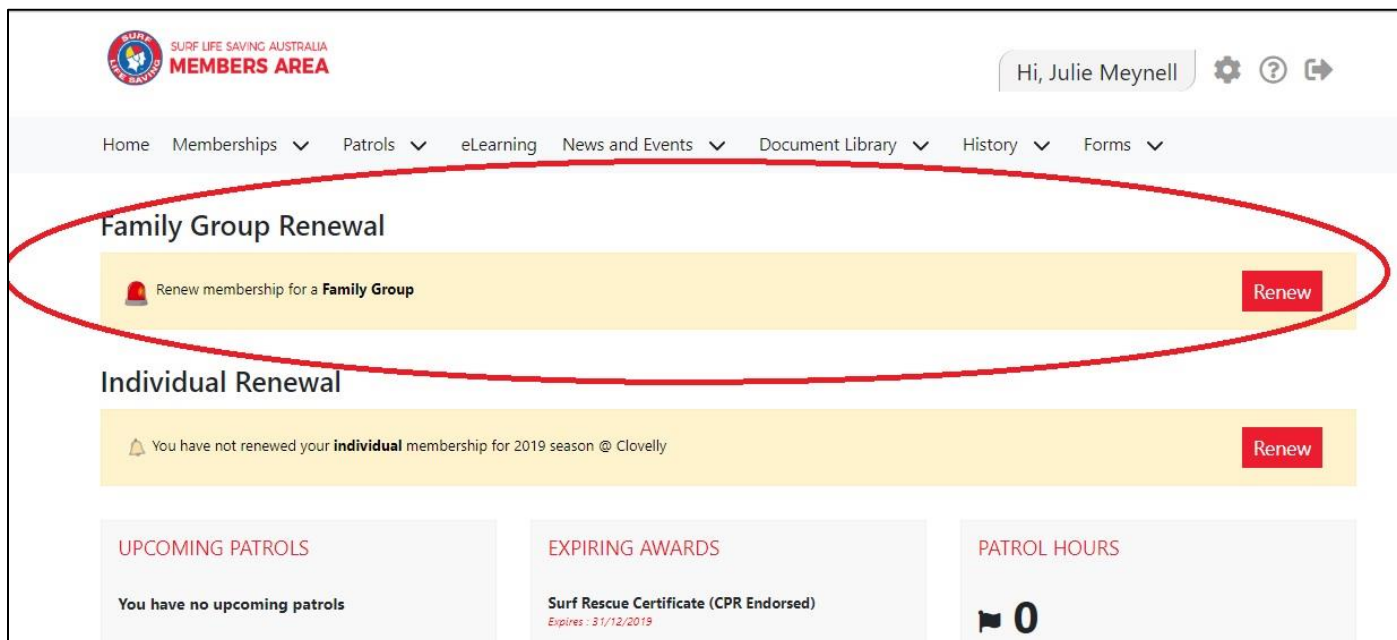 SURF
LIFE SAVING
SURF LIFE SAVING AUSTRALIA
MEMBERS AREA
Hi, Julie Meynell
Home Memberships Patrols eLearning News and Events Document Library History Forms
Family Group Renewal
Renew membership for a Family Group
Renew
Individual Renewal
You have not renewed your individual membership for 2019 season @ Clovelly
Renew
UPCOMING PATROLS
You have no upcoming patrols
EXPIRING AWARDS
Surf Rescue Certificate (CPR Endorsed)
Expires : 31/12/2019
PATROL HOURS
0